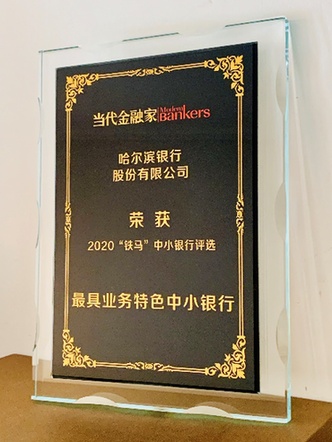 当代金融家 Modern Bankers
哈尔滨银行
股份有限公司
荣获
2020“铁马”中小银行评选
最具业务特色中小银行